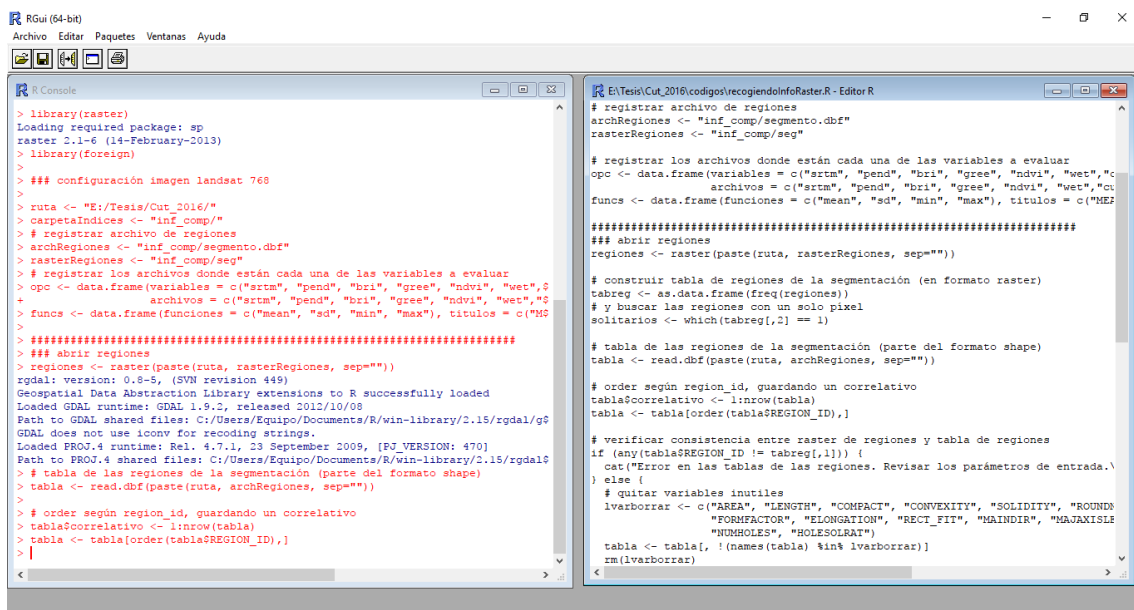 RGui (64-bit)
Archivo Editar Paquetes Ventanas Ayuda
R Console
> library(raster)
Loading required package: sp
raster 2.1-6 (14-February-2013)
> library(foreign)
>
> ### configuración imagen landsat 768
>
> ruta <- "E:/Tesis/Cut_2016/"
> carpetaIndices <- "inf_comp/"
> # registrar archivo de regiones
> archRegiones <- "inf_comp/segmento.dbf"
> rasterRegiones <- "inf_comp/seg"
> # registrar los archivos donde están cada una de las variables a evaluar
> opc <- data.frame(variables = c("srtm", "pend", "bri", "gree", "ndvi", "wet",$
+ archivos = c("srtm", "pend", "bri", "gree", "ndvi", "wet","$
> funcs <- data.frame(funciones = c("mean", "sd", "min", "max"), titulos = c("M$
>
> ##########################################################################
> ### abrir regiones
> regiones <- raster(paste(ruta, rasterRegiones, sep=""))
rgdal: version: 0.8-5, (SVN revision 449)
Geospatial Data Abstraction Library extensions to R successfully loaded
Loaded GDAL runtime: GDAL 1.9.2, released 2012/10/08
Path to GDAL shared files: C:/Users/Equipo/Documents/R/win-library/2.15/rgdal/g$
GDAL does not use iconv for recoding strings.
Loaded PROJ.4 runtime: Rel. 4.7.1, 23 September 2009, [PJ_VERSION: 470]
Path to PROJ.4 shared files: C:/Users/Equipo/Documents/R/win-library/2.15/rgdal$
> # tabla de las regiones de la segmentación (parte del formato shape)
> tabla <- read.dbf(paste(ruta, archRegiones, sep=""))
>
> # order según region_id, guardando un correlativo
> tabla$correlativo <- 1:nrow(tabla)
> tabla <- tabla[order(tabla$REGION_ID),]
>
E:\Tesis\Cut_2016\codigos\recogiendoInfoRaster.R - Editor R
# registrar archivo de regiones
archRegiones <- "inf_comp/segmento.dbf"
rasterRegiones <- "inf_comp/seg"
# registrar los archivos donde están cada una de las variables a evaluar
opc <- data.frame(variables = c("srtm", "pend", "bri", "gree", "ndvi", "wet","c
archivos = c("srtm", "pend", "bri", "gree", "ndvi", "wet","cu
funcs <- data.frame(funciones = c("mean", "sd", "min", "max"), titulos = c("MEA
##########################################################################
### abrir regiones
regiones <- raster(paste(ruta, rasterRegiones, sep=""))
# construir tabla de regiones de la segmentación (en formato raster)
tabreg <- as.data.frame(freq(regiones))
# y buscar las regiones con un solo pixel
solitarios <- which(tabreg[,2] == 1)
# tabla de las regiones de la segmentación (parte del formato shape)
tabla <- read.dbf(paste(ruta, archRegiones, sep=""))
# order según region_id, guardando un correlativo
tabla$correlativo <- 1:nrow(tabla)
tabla <- tabla[order(tabla$REGION_ID),]
# verificar consistencia entre raster de regiones y tabla de regiones
if (any(tabla$REGION_ID != tabreg[,1])) {
cat("Error en las tablas de las regiones. Revisar los parámetros de entrada.\
} else {
# quitar variables inutiles
lvarborrar <- c("AREA", "LENGTH", "COMPACT", "CONVEXITY", "SOLIDITY", "ROUNDN
"FORMFACTOR", "ELONGATION", "RECT_FIT", "MAINDIR", "MAJAXISLE
"NUMHOLES", "HOLESOLRAT")
tabla <- tabla[, !(names(tabla) %in% lvarborrar)]
rm(lvarborrar)